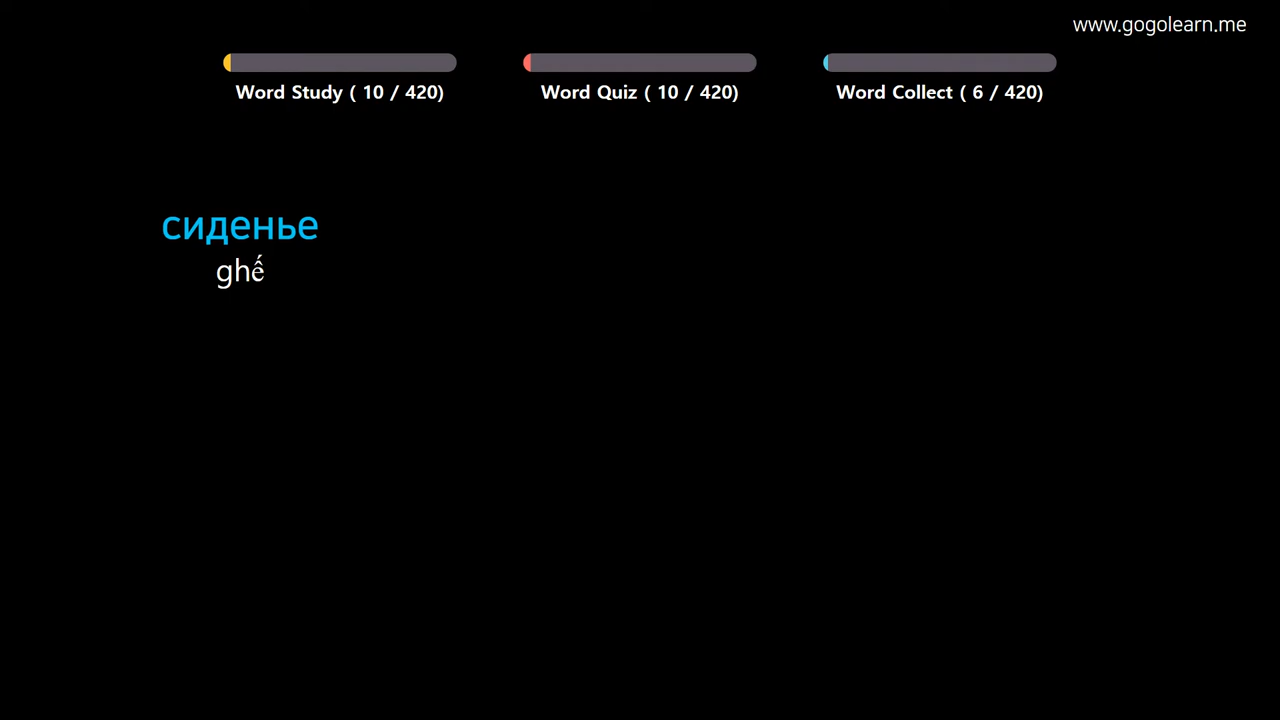 www.gogolearn.me
Word Study ( 10 / 420)
Word Quiz ( 10 / 420)
Word Collect ( 6 / 420)
сиденье
ghế